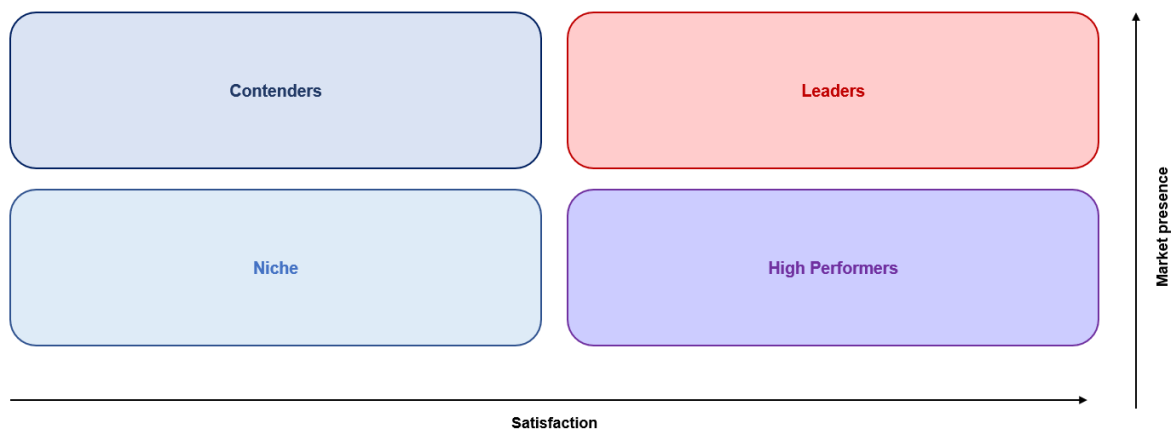 Contenders
Leaders
Niche
High Performers
Market presence
Satisfaction